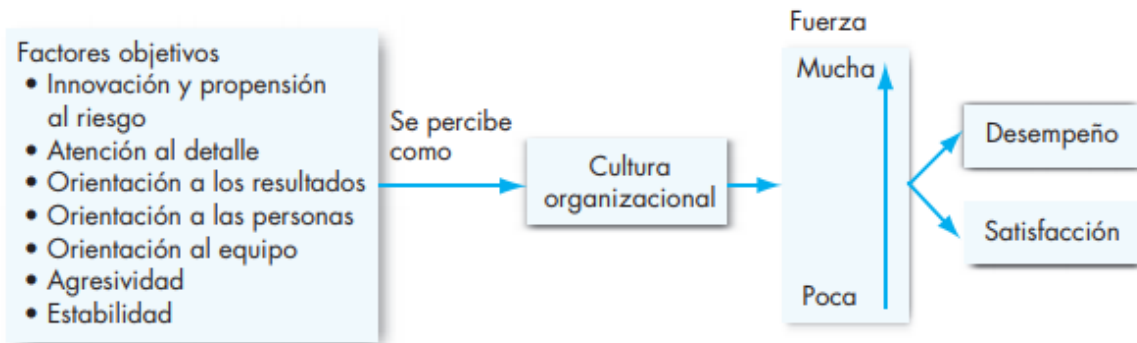 Factores objetivos
• Innovación y propensión
al riesgo
• Atención al detalle
• Orientación a los resultados
• Orientación a las personas
• Orientación al equipo
• Agresividad
• Estabilidad
Se percibe
como
Cultura
organizacional
Fuerza
Mucha
Poca
Desempeño
Satisfacción